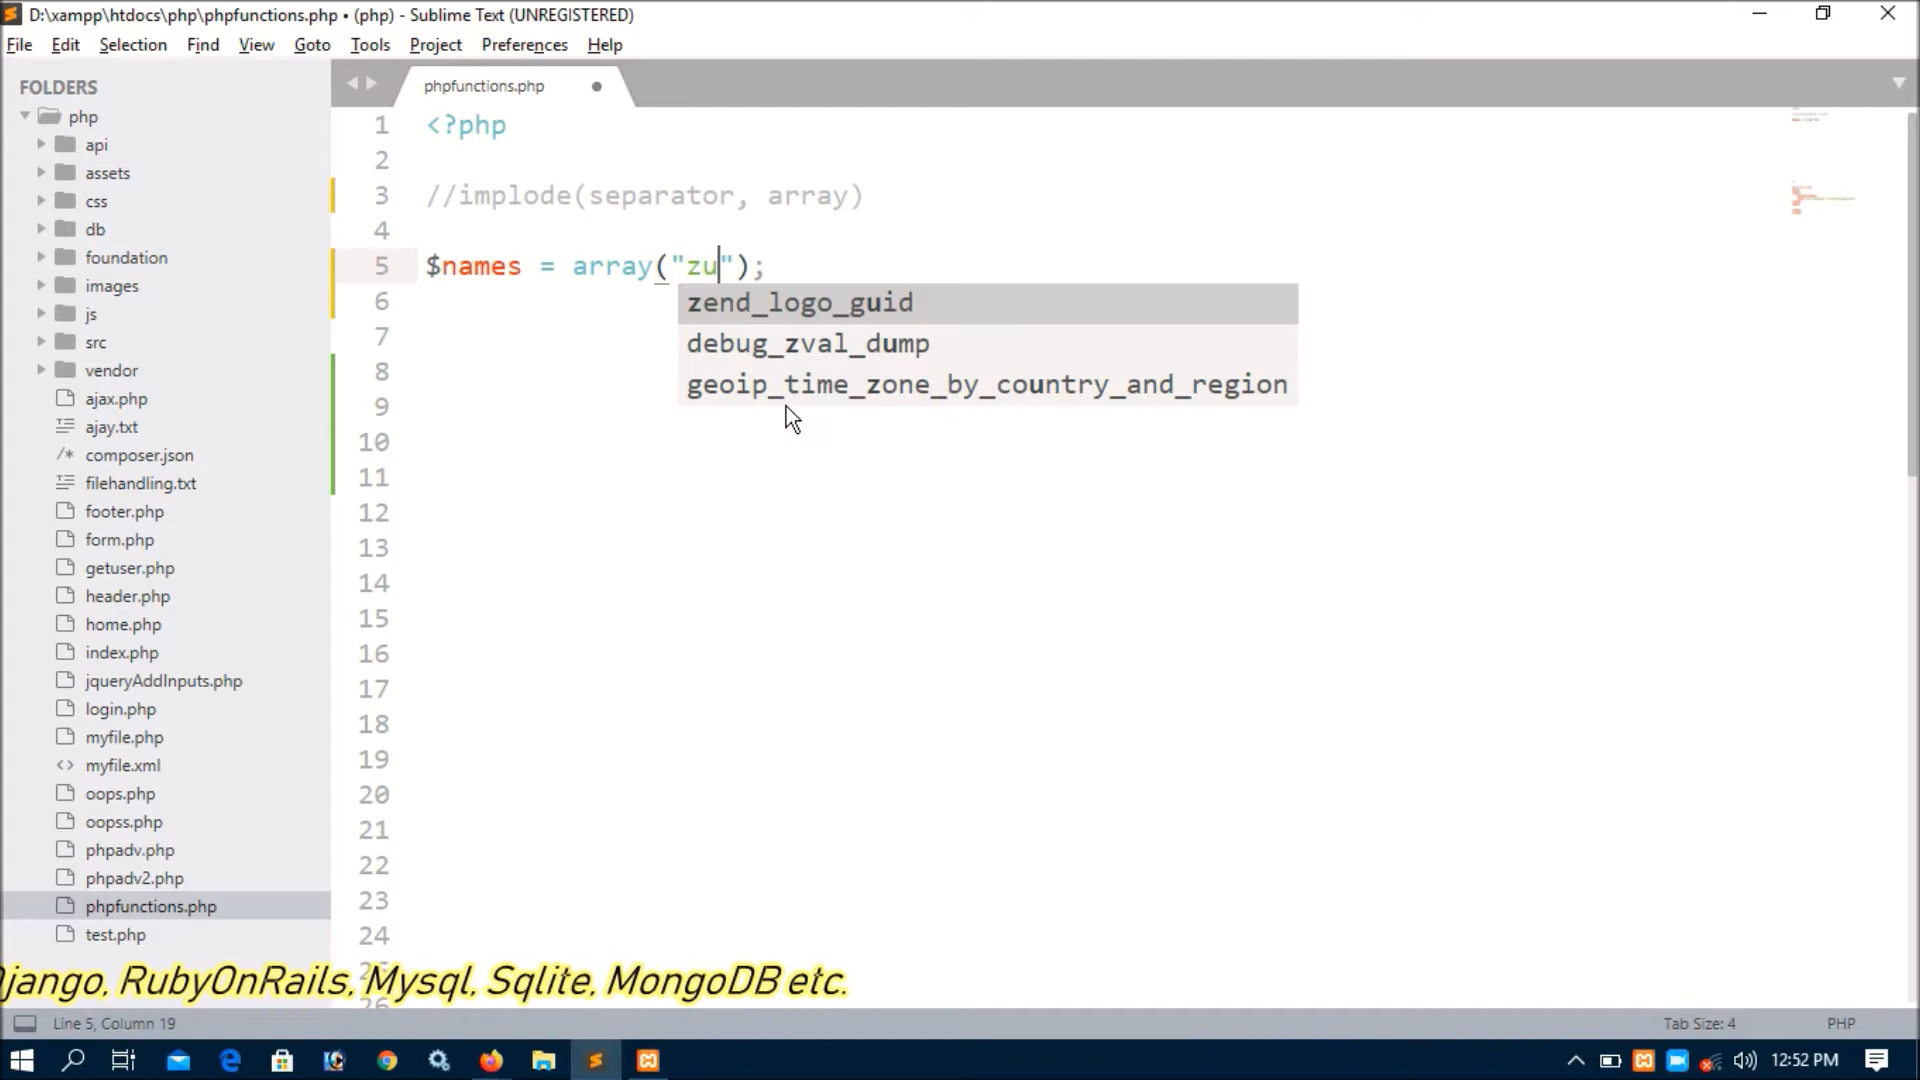 D:\xampp\htdocs\php\phpfunctions.php • (php) - Sublime Text (UNREGISTERED)
File Edit Selection Find View Goto Tools Project Preferences Help
FOLDERS
php
api
assets
css
db
foundation
images
js
src
vendor
ajax.php
ajay.txt
composer.json
filehandling.txt
footer.php
form.php
getuser.php
header.php
home.php
index.php
jqueryAddInputs.php
login.php
myfile.php
myfile.xml
oops.php
oopss.php
phpadv.php
phpadv2.php
phpfunctions.php
test.php
phpfunctions.php
1 <?php
2
3 //implode(separator, array)
4
5 $names = array("zu");
6
7
8
9
10
11
12
13
14
15
16
17
18
19
20
21
22
23
24
zend_logo_guid
debug_zval_dump
geoip_time_zone_by_country_and_region
Django, RubyOnRails, Mysql, Sqlite, MongoDB etc.
Line 5, Column 19 Tab Size: 4 PHP
12:52 PM